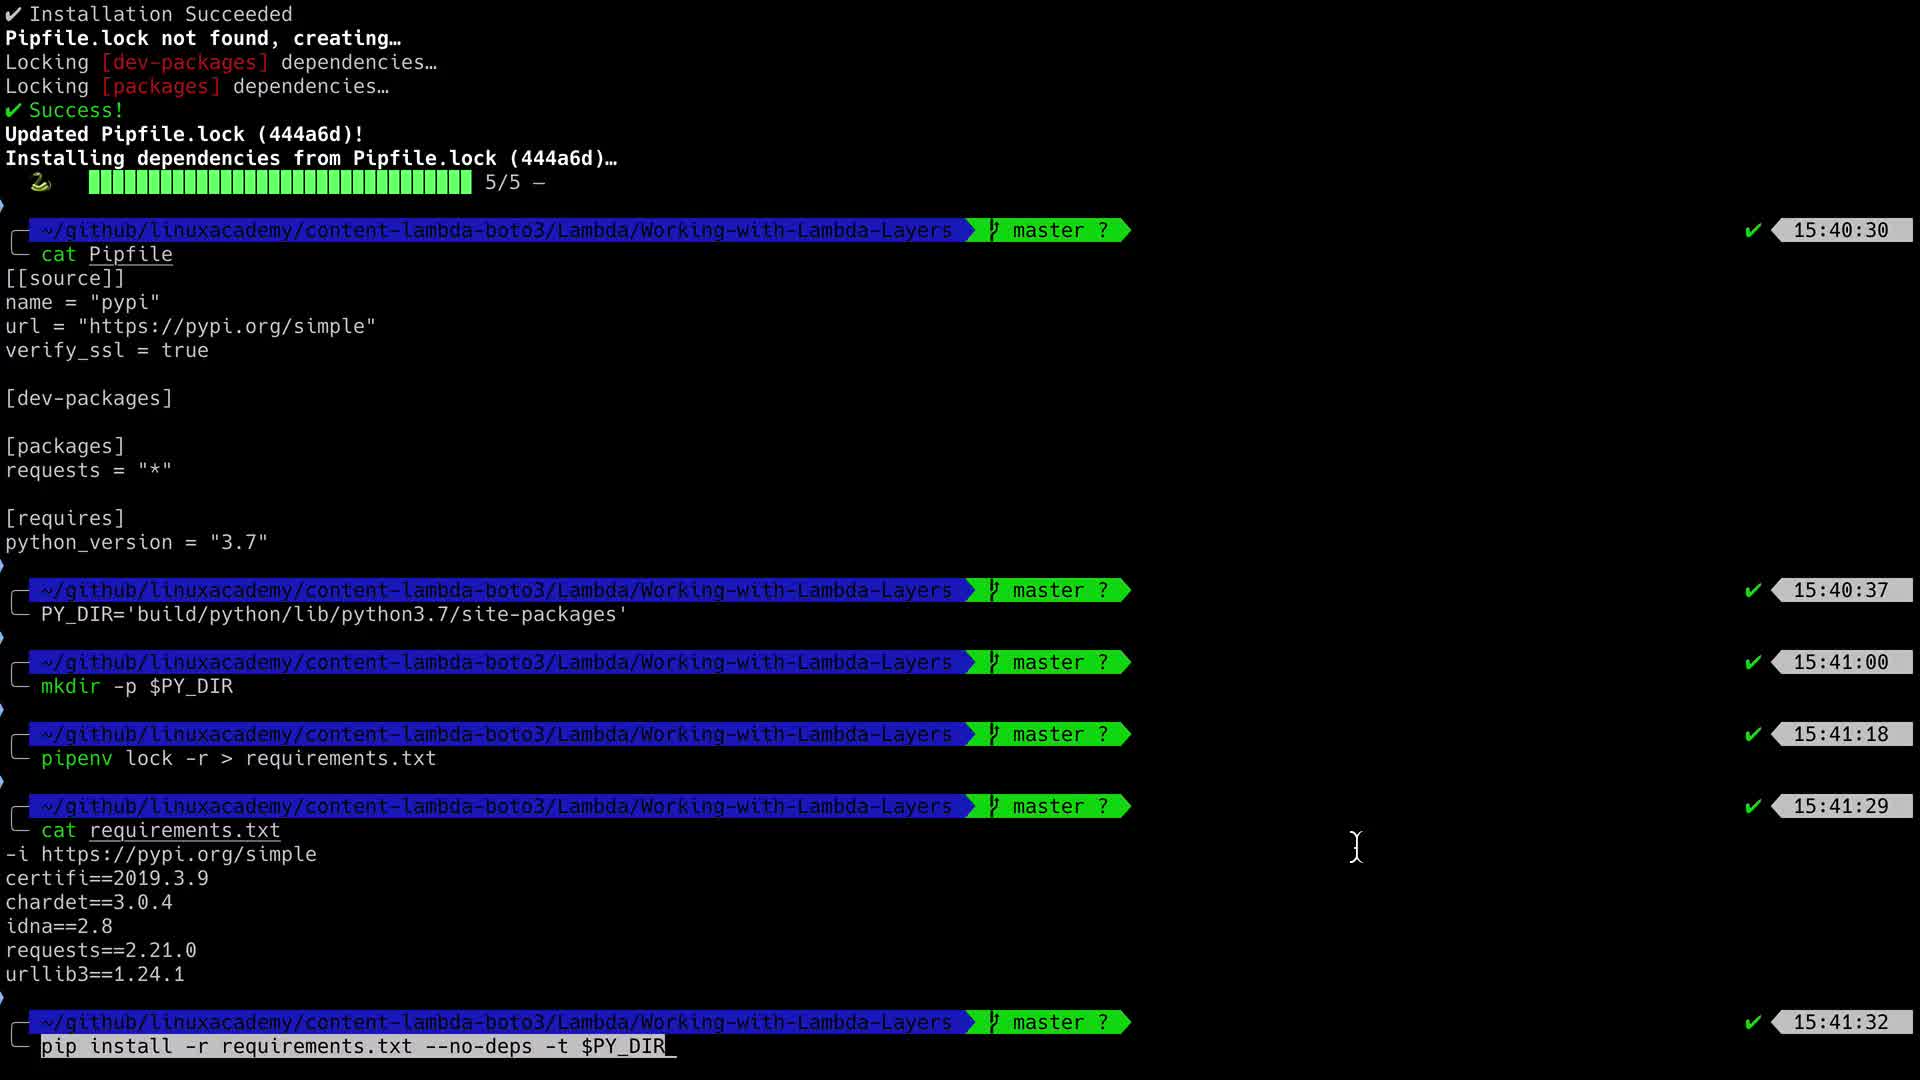 ✔ Installation Succeeded
Pipfile.lock not found, creating…
Locking [dev-packages] dependencies…
Locking [packages] dependencies…
✔ Success!
Updated Pipfile.lock (444a6d)!
Installing dependencies from Pipfile.lock (444a6d)…
5/5 —
~/github/linuxacademy/content-lambda-boto3/Lambda/Working-with-Lambda-Layers master ? ✔ 15:40:30
cat Pipfile
[[source]]
name = "pypi"
url = "https://pypi.org/simple"
verify_ssl = true
[dev-packages]
[packages]
requests = "*"
[requires]
python_version = "3.7"
~/github/linuxacademy/content-lambda-boto3/Lambda/Working-with-Lambda-Layers master ? ✔ 15:40:37
PY_DIR='build/python/lib/python3.7/site-packages'
~/github/linuxacademy/content-lambda-boto3/Lambda/Working-with-Lambda-Layers master ? ✔ 15:41:00
mkdir -p $PY_DIR
~/github/linuxacademy/content-lambda-boto3/Lambda/Working-with-Lambda-Layers master ? ✔ 15:41:18
pipenv lock -r > requirements.txt
~/github/linuxacademy/content-lambda-boto3/Lambda/Working-with-Lambda-Layers master ? ✔ 15:41:29
cat requirements.txt
-i https://pypi.org/simple
certifi==2019.3.9
chardet==3.0.4
idna==2.8
requests==2.21.0
urllib3==1.24.1
~/github/linuxacademy/content-lambda-boto3/Lambda/Working-with-Lambda-Layers master ? ✔ 15:41:32
pip install -r requirements.txt --no-deps -t $PY_DIR